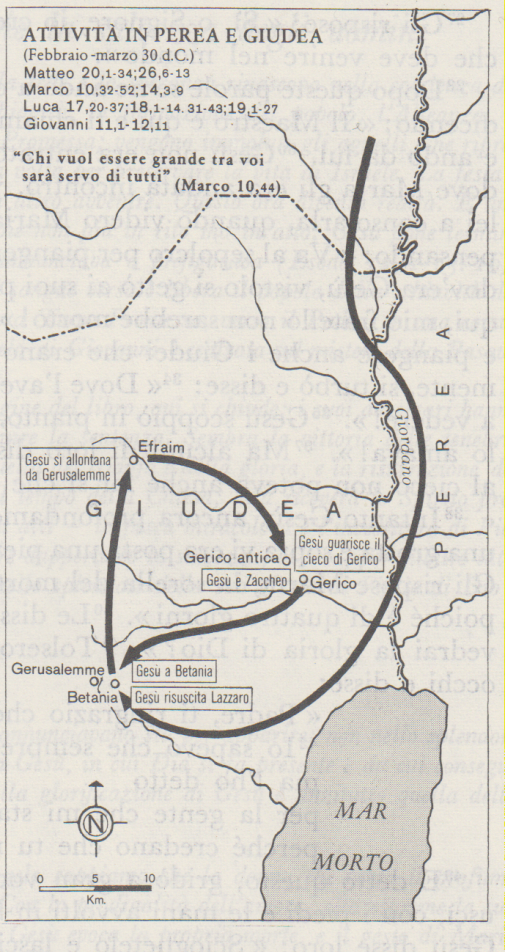 ATTIVITÀ IN PEREA E GIUDEA
(Febbraio-marzo 30 d.C.)
Matteo 20,1-34;26,6-13
Marco 10,32-52;14,3-9
Luca 17,20-37;18,1-14.31-43;19,1-27
Giovanni 11,1-12,11
“Chi vuol essere grande tra voi
sarà servo di tutti” (Marco 10,44)
PEREA
Giordano
Efraim
Gesù si allontana
da Gerusalemme
GIUDEA
Gesù guarisce il
cieco di Gerico
Gerico antica
Gesù e Zaccheo
Gerico
Gerusalemme
Gesù a Betania
Betania
Gesù risuscita Lazzaro
MAR
MORTO
N
0 5 10
Km.